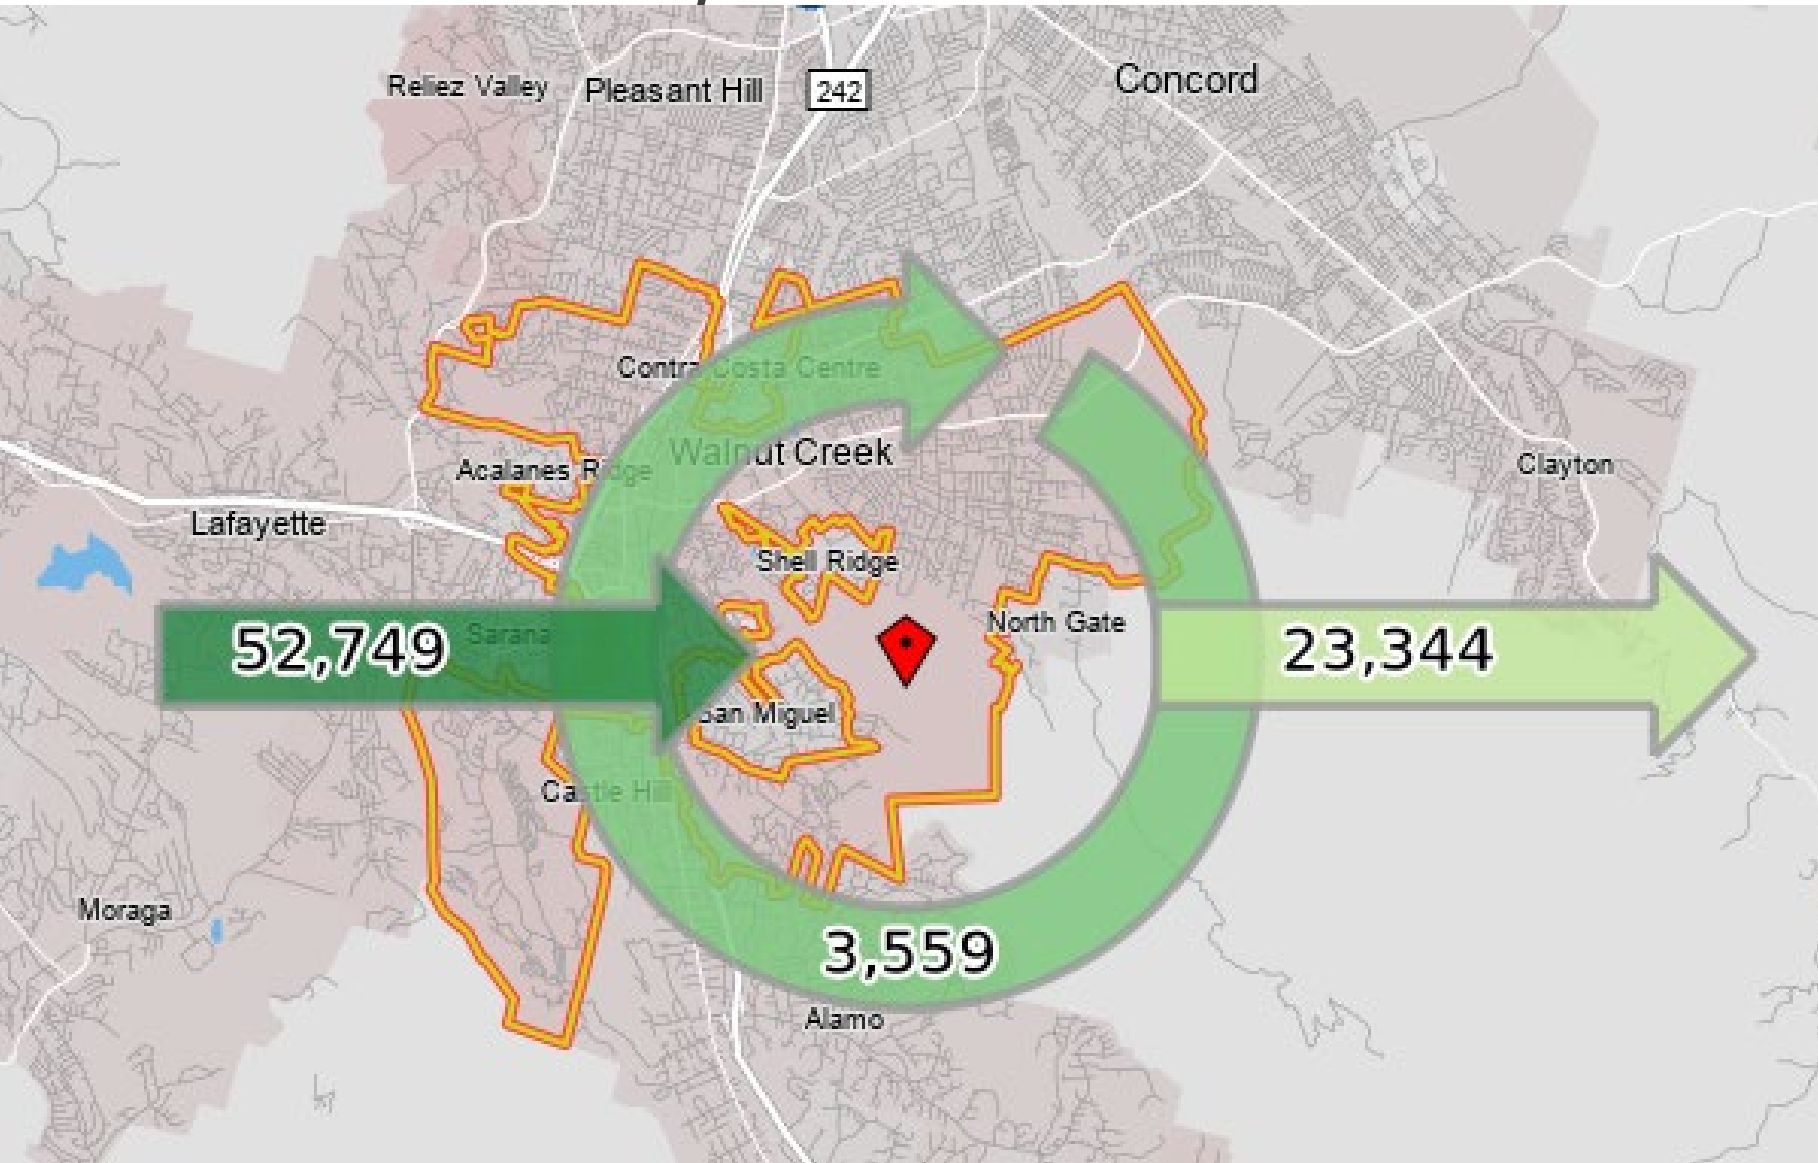 Reliez Valley
Pleasant Hill
242
Concord
Contra Costa Centre
Walnut Creek
Acalanes Ridge
Clayton
Lafayette
Shell Ridge
North Gate
Sarana
52,749
23,344
San Miguel
Castle Hill
Moraga
3,559
Alamo